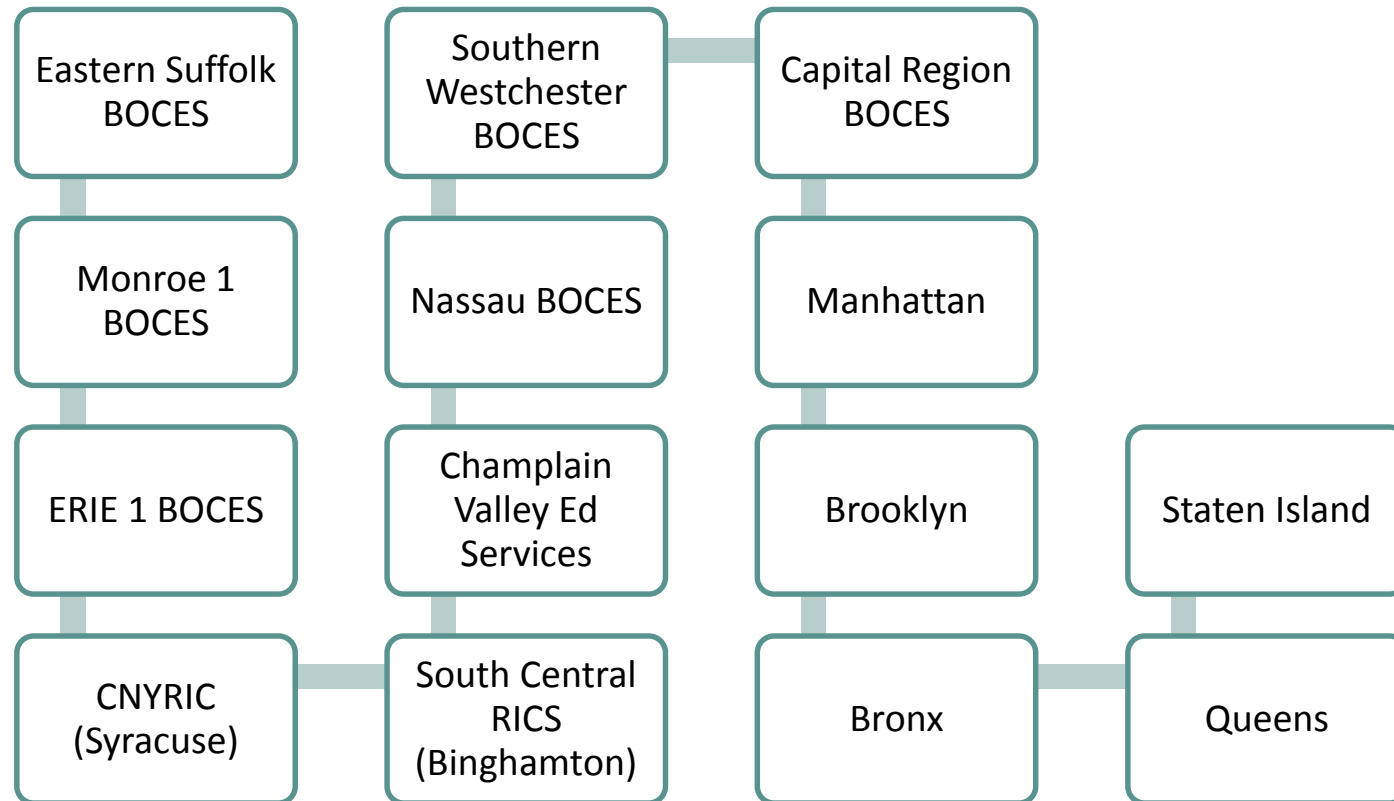 Eastern Suffolk
BOCES
Monroe 1
BOCES
ERIE 1 BOCES
CNYRIC
(Syracuse)
South Central
RICS
(Binghamton)
Champlain
Valley Ed
Services
Nassau BOCES
Southern
Westchester
BOCES
Capital Region
BOCES
Manhattan
Brooklyn
Bronx
Queens
Staten Island